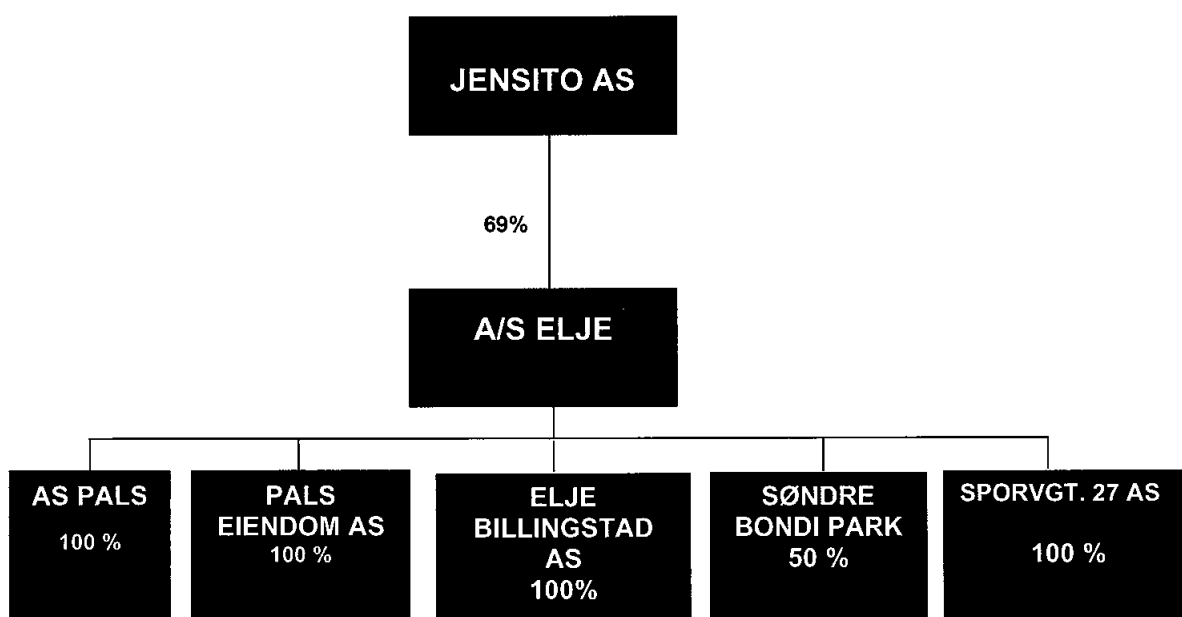 JENSITO AS
69%
A/S ELJE
AS PALS
100 %
PALS
EIENDOM AS
100 %
ELJE
BILLINGSTAD
AS
100%
SØNDRE
BONDI PARK
50 %
SPORVGT. 27 AS
100 %